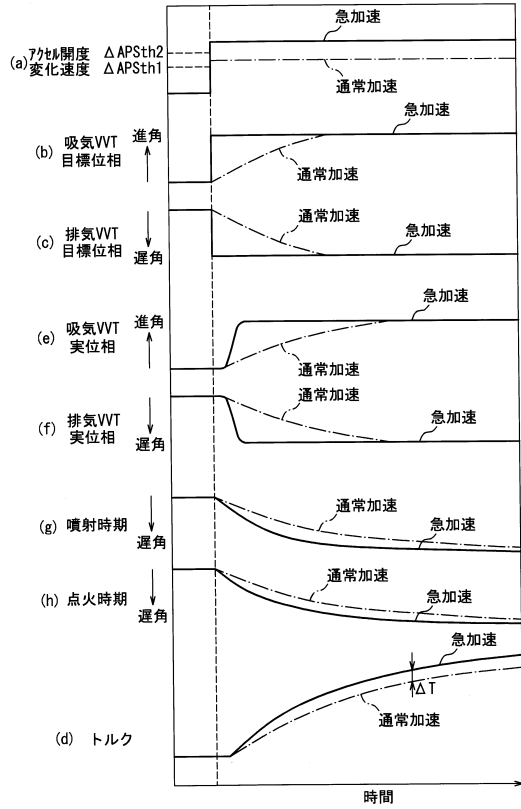 急加速
(a) アクセル開度 ΔAPSth2
変化速度 ΔAPSth1
通常加速
(b) 吸気VVT 進角
目標位相
急加速
通常加速
(c) 排気VVT
目標位相 遅角
通常加速
急加速
(e) 吸気VVT 進角
実位相
急加速
通常加速
(f) 排気VVT
実位相 遅角
通常加速
急加速
(g) 噴射時期
遅角
通常加速
急加速
(h) 点火時期
遅角
通常加速
急加速
(d) トルク
急加速
ΔT
通常加速
時間